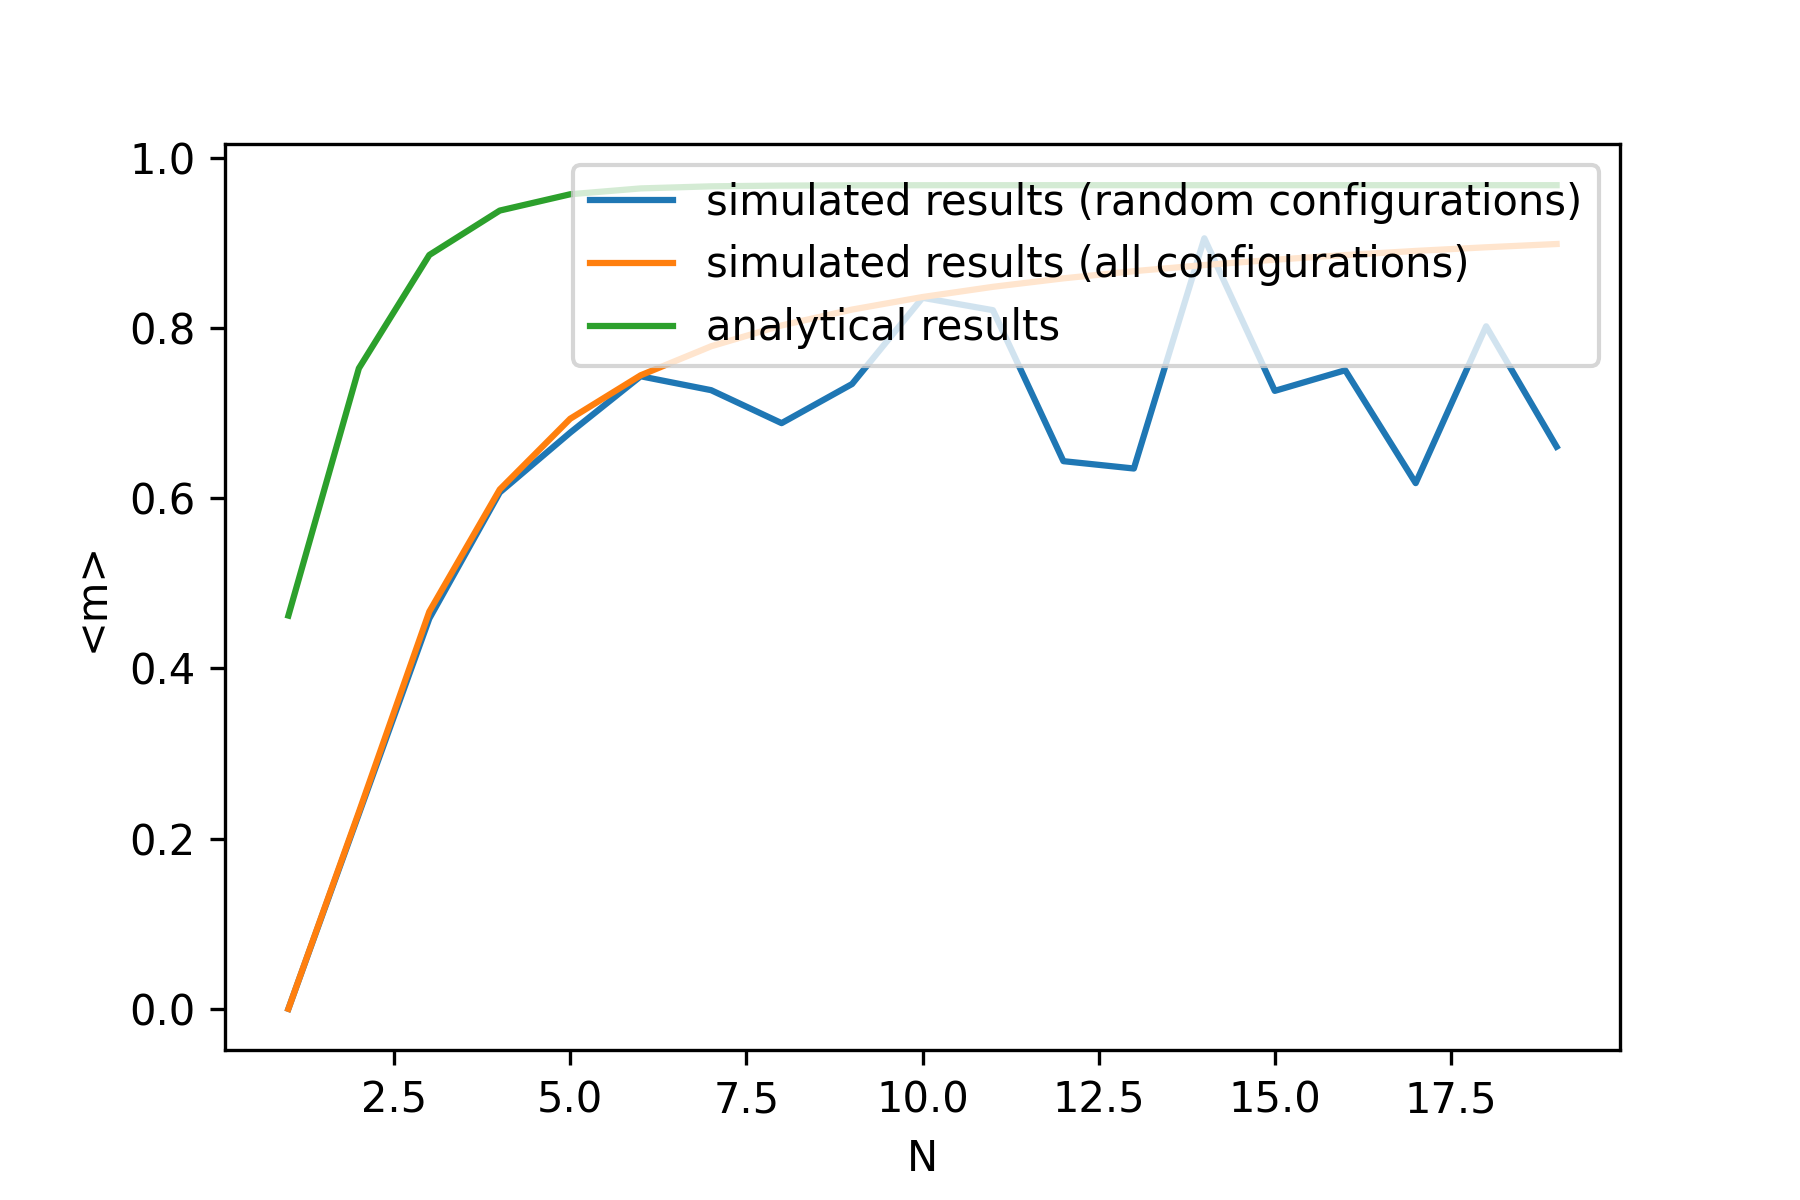 1.0
0.8
0.6
0.4
0.2
0.0
<m>
simulated results (random configurations)
simulated results (all configurations)
analytical results
2.5 5.0 7.5 10.0 12.5 15.0 17.5
N